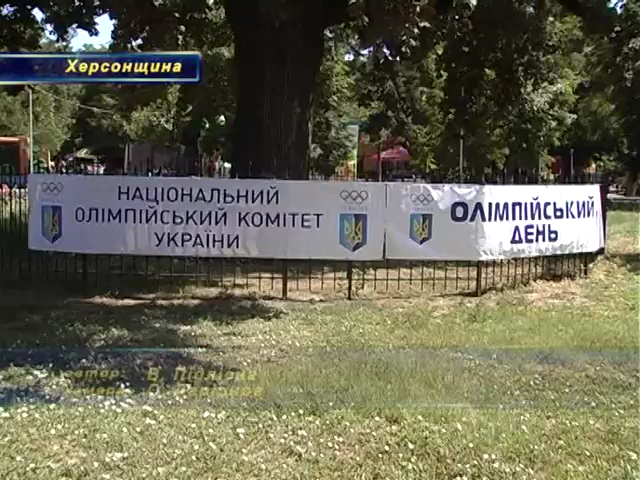 Херсонщина
НАЦІОНАЛЬНИЙ
ОЛІМПІЙСЬКИЙ КОМІТЕТ
УКРАЇНИ
ОЛІМПІЙСЬКИЙ
ДЕНЬ